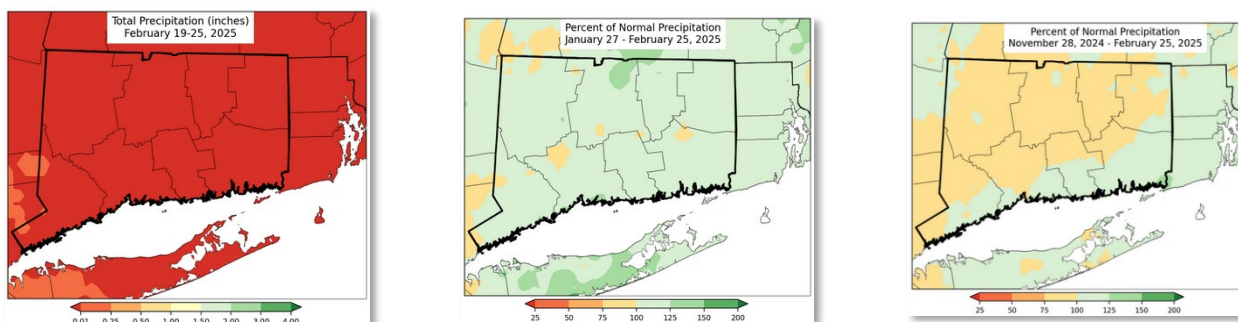 Total Precipitation (inches)
February 19-25, 2025
0.01 0.25 0.50 1.00 1.50 2.00 3.00 4.00
Percent of Normal Precipitation
January 27 - February 25, 2025
25 50 75 100 125 150 200
Percent of Normal Precipitation
November 28, 2024 - February 25, 2025
25 50 75 100 125 150 200